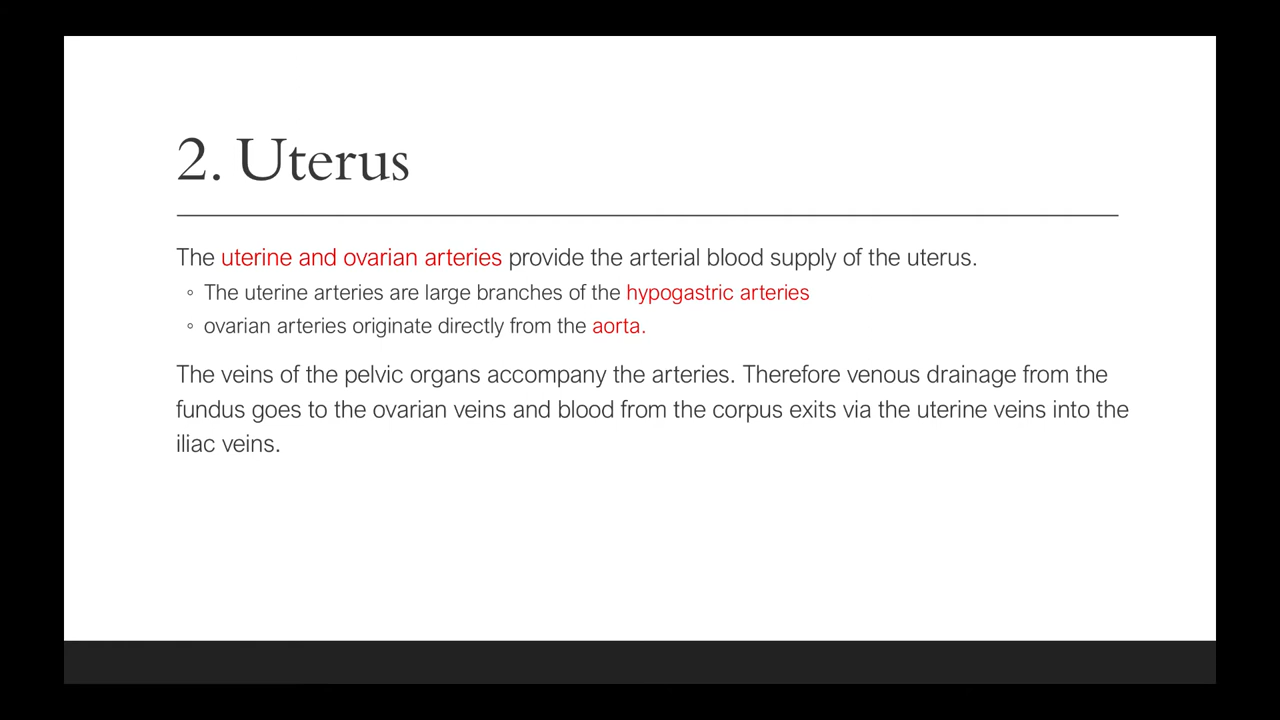 2. Uterus
The uterine and ovarian arteries provide the arterial blood supply of the uterus.
◦ The uterine arteries are large branches of the hypogastric arteries
◦ ovarian arteries originate directly from the aorta.
The veins of the pelvic organs accompany the arteries. Therefore venous drainage from the
fundus goes to the ovarian veins and blood from the corpus exits via the uterine veins into the
iliac veins.